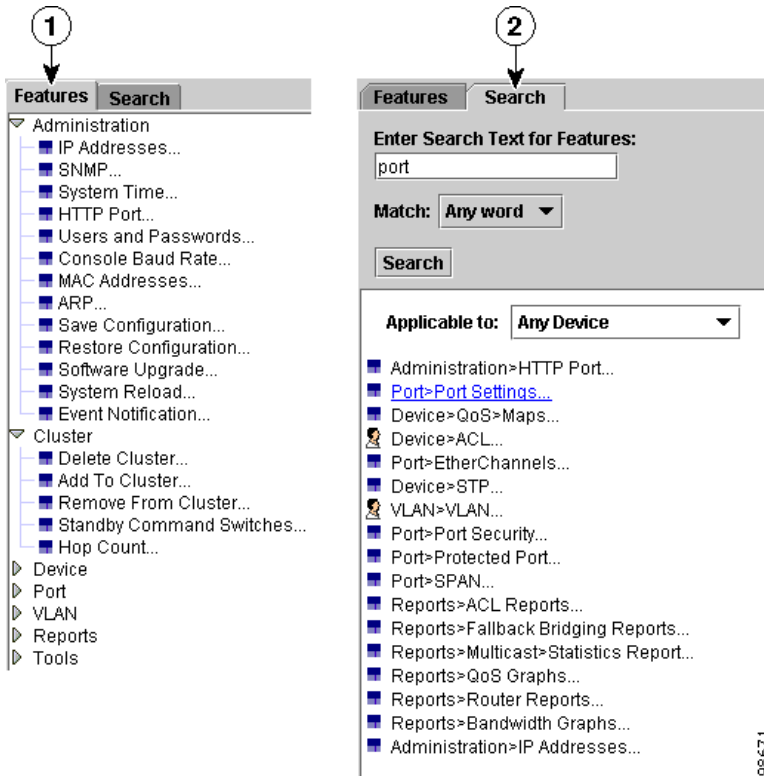 1
Features Search
Administration
IP Addresses...
SNMP...
System Time...
HTTP Port...
Users and Passwords...
Console Baud Rate...
MAC Addresses...
ARP...
Save Configuration...
Restore Configuration...
Software Upgrade...
System Reload...
Event Notification...
Cluster
Delete Cluster...
Add To Cluster...
Remove From Cluster...
Standby Command Switches...
Hop Count...
Device
Port
VLAN
Reports
Tools
2
Features Search
Enter Search Text for Features:
port
Match: Any word
Search
Applicable to: Any Device
Administration>HTTP Port...
Port>Port Settings...
Device>QoS>Maps...
Device>ACL...
Port>EtherChannels...
Device>STP...
VLAN>VLAN...
Port>Port Security...
Port>Protected Port...
Port>SPAN...
Reports>ACL Reports...
Reports>Fallback Bridging Reports...
Reports>Multicast>Statistics Report...
Reports>QoS Graphs...
Reports>Router Reports...
Reports>Bandwidth Graphs...
Administration>IP Addresses...
98671